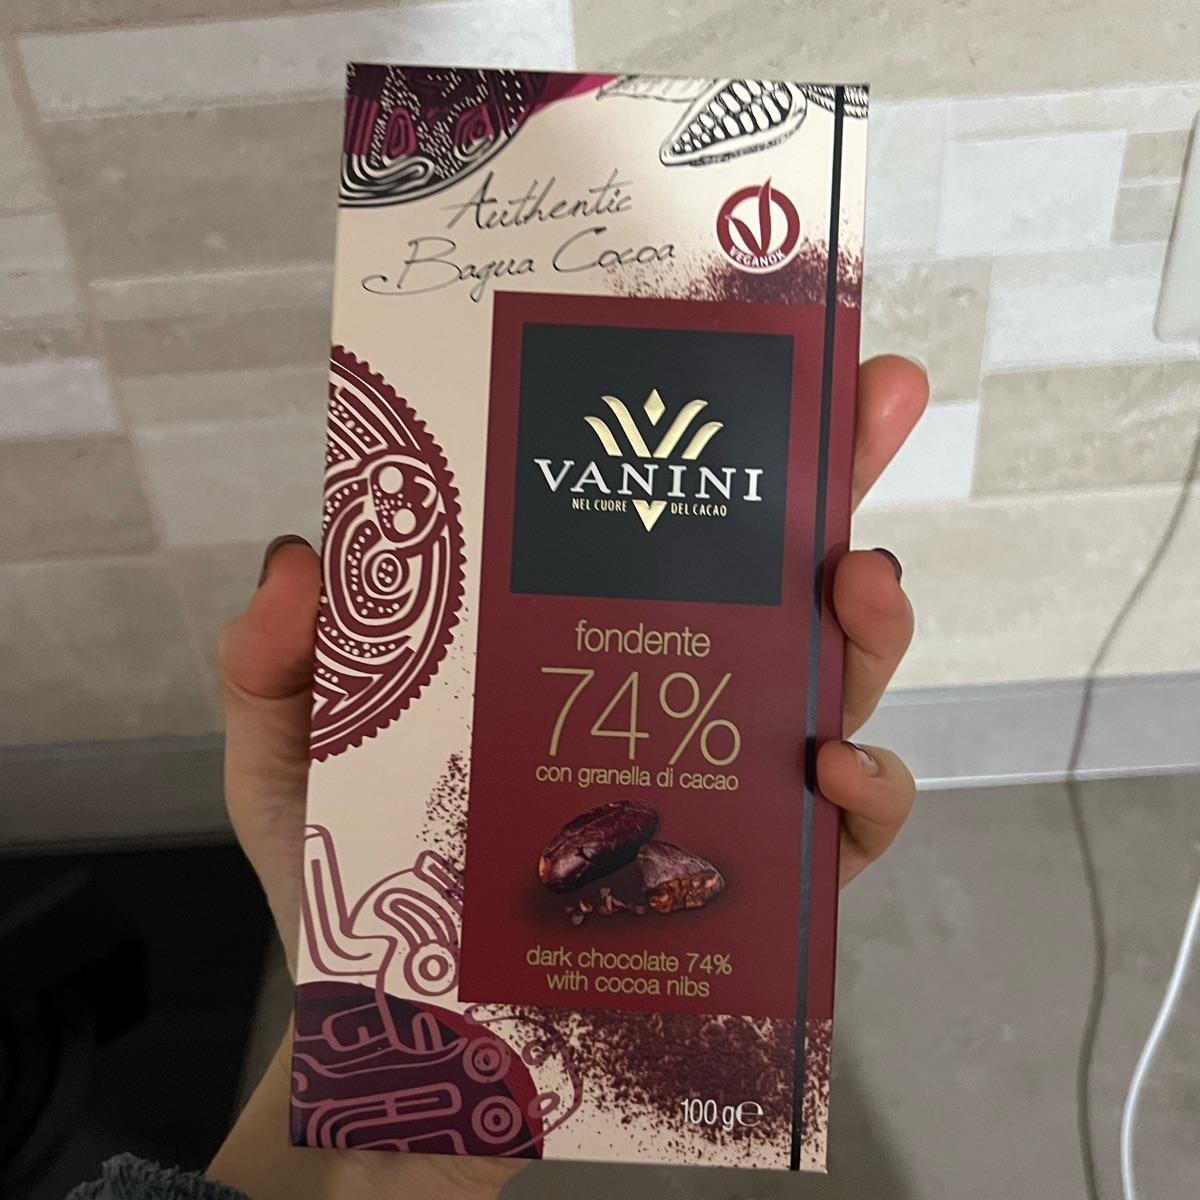 Authentic
Bagua Cocoa
VEGANOK
VANINI
NEL CUORE DEL CACAO
fondente
74%
con granella di cacao
dark chocolate 74%
with cocoa nibs
100 g℮